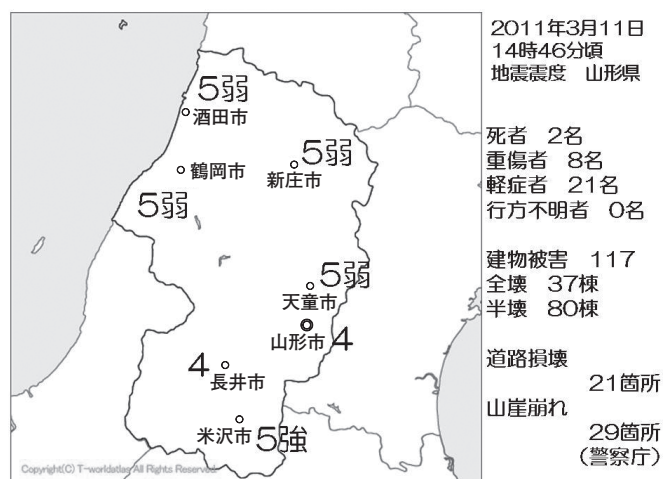 5弱
酒田市
鶴岡市
5弱
5弱
新庄市
5弱
天童市
山形市 4
4
長井市
米沢市
5強
Copyright(C) T-worldatlas All Rights Reserved.
2011年3月11日
14時46分頃
地震震度 山形県
死者 2名
重傷者 8名
軽症者 21名
行方不明者 0名
建物被害 117
全壊 37棟
半壊 80棟
道路損壊
21箇所
山崖崩れ
29箇所
(警察庁)